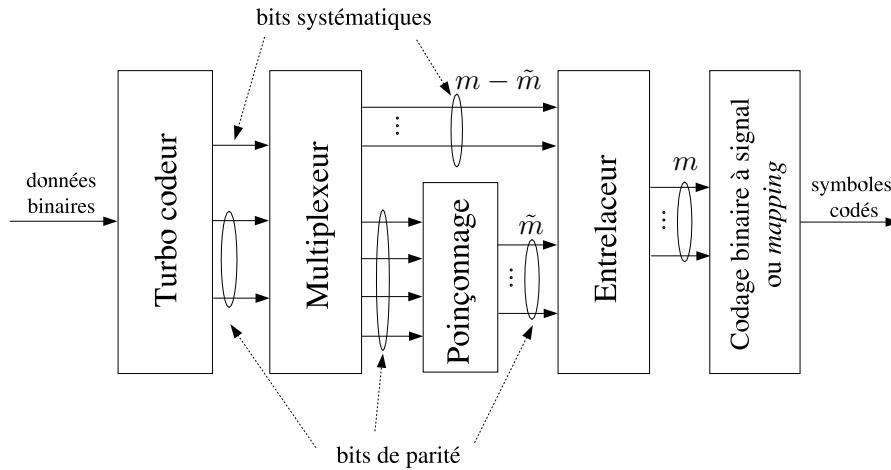 bits systématiques
m − m̃
données
binaires
Turbo codeur
Multiplexeur
...
Poinçonnage
m̃
...
Entrelaceur
m
...
Codage binaire à signal
ou mapping
symboles
codés
bits de parité